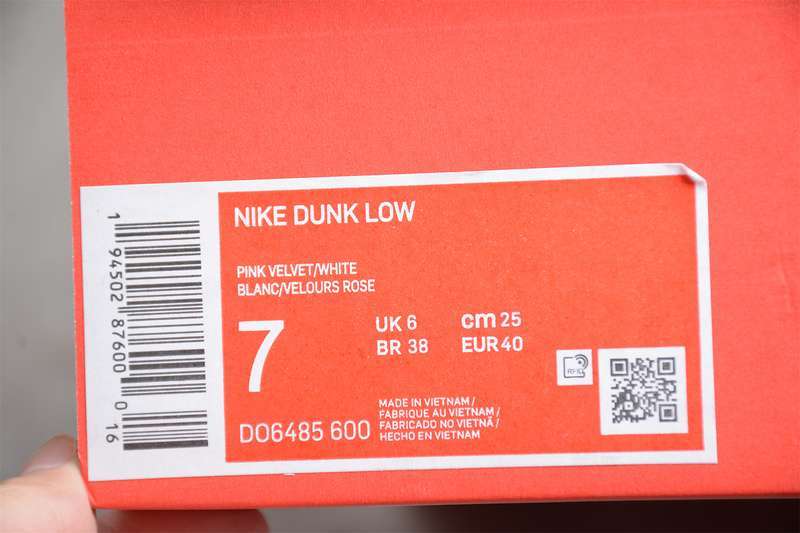 NIKE DUNK LOW
PINK VELVET/WHITE
BLANC/VELOURS ROSE
7
UK 6
cm 25
BR 38
EUR 40
RFID
DO6485 600
MADE IN VIETNAM /
FABRIQUE AU VIETNAM /
FABRICADO NO VIETNÃ /
HECHO EN VIETNAM
1 94502 87600 0 16